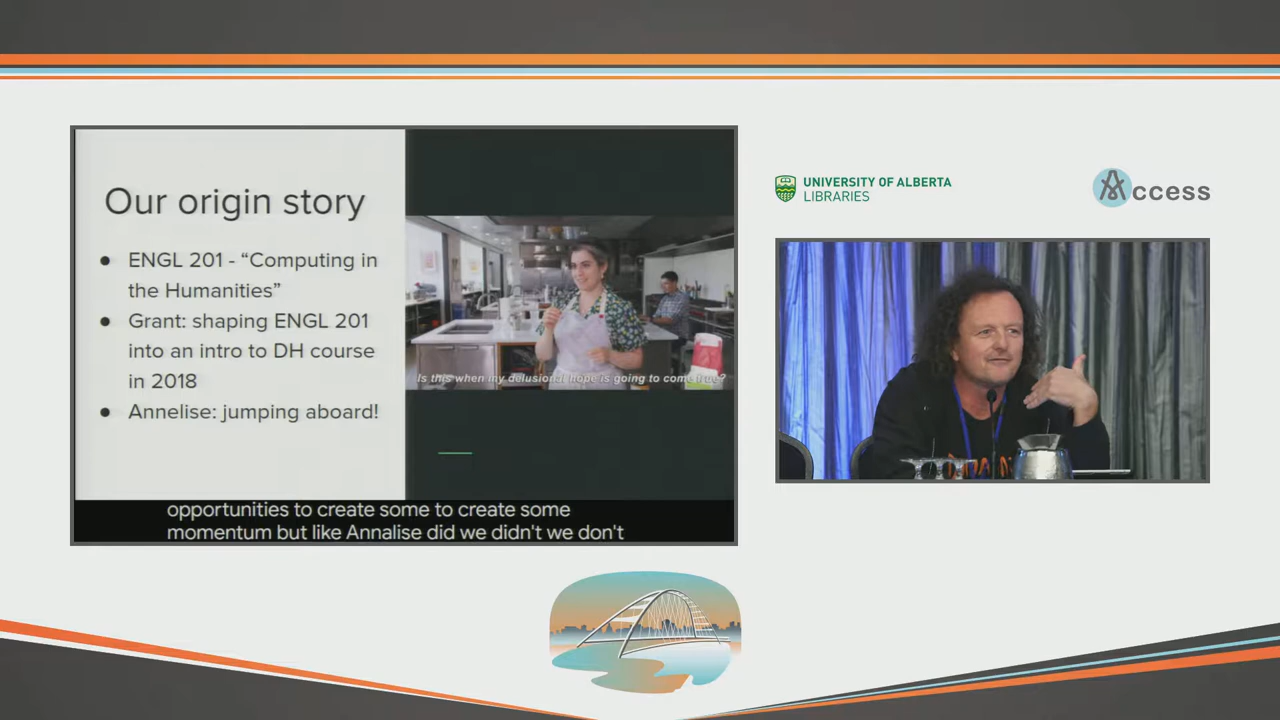 Our origin story
● ENGL 201 - “Computing in
the Humanities”
● Grant: shaping ENGL 201
into an intro to DH course
in 2018
● Annelise: jumping aboard!
Is this when my delusional hope is going to come true?
opportunities to create some to create some
momentum but like Annalise did we didn't we don't
UNIVERSITY OF ALBERTA
LIBRARIES
Access